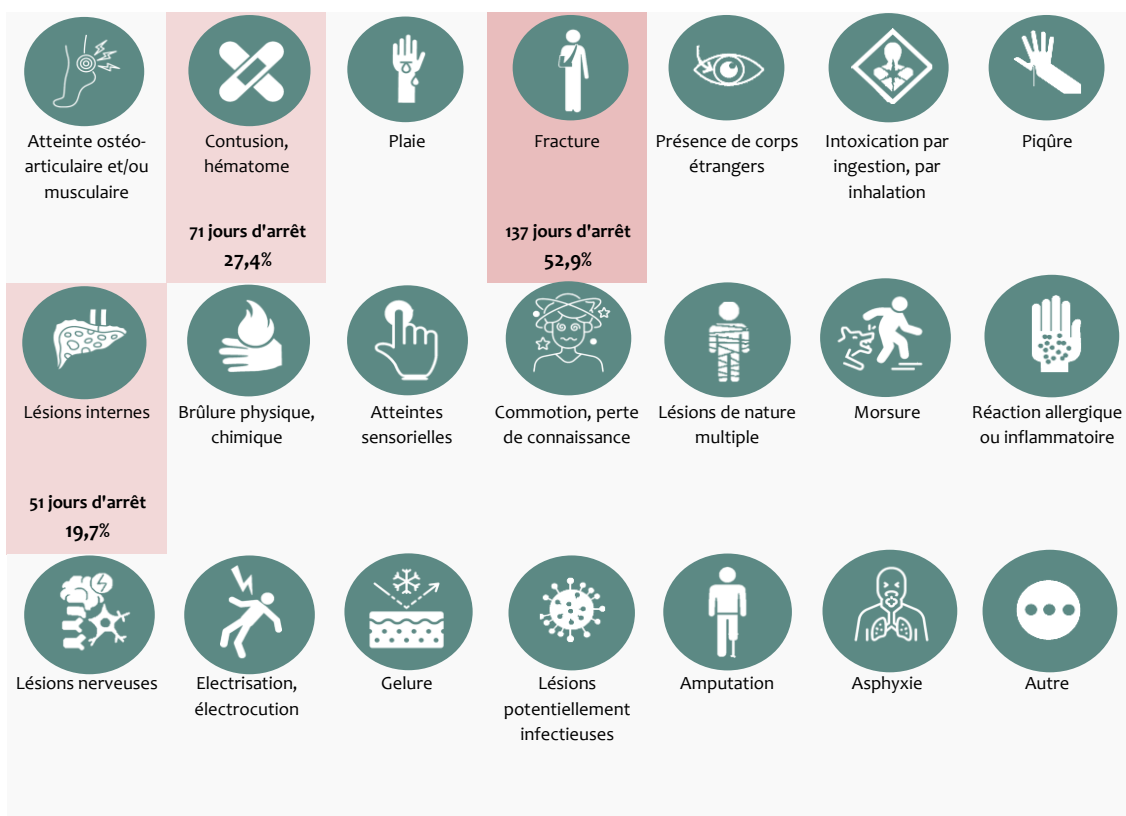 Atteinte ostéo-
articulaire et/ou
musculaire
Contusion,
hématome
71 jours d'arrêt
27,4%
Plaie
Fracture
137 jours d'arrêt
52,9%
Présence de corps
étrangers
Intoxication par
ingestion, par
inhalation
Piqûre
Lésions internes
51 jours d'arrêt
19,7%
Brûlure physique,
chimique
Atteintes
sensorielles
Commotion, perte
de connaissance
Lésions de nature
multiple
Morsure
Réaction allergique
ou inflammatoire
Lésions nerveuses
Electrisation,
électrocution
Gelure
Lésions
potentiellement
infectieuses
Amputation
Asphyxie
Autre